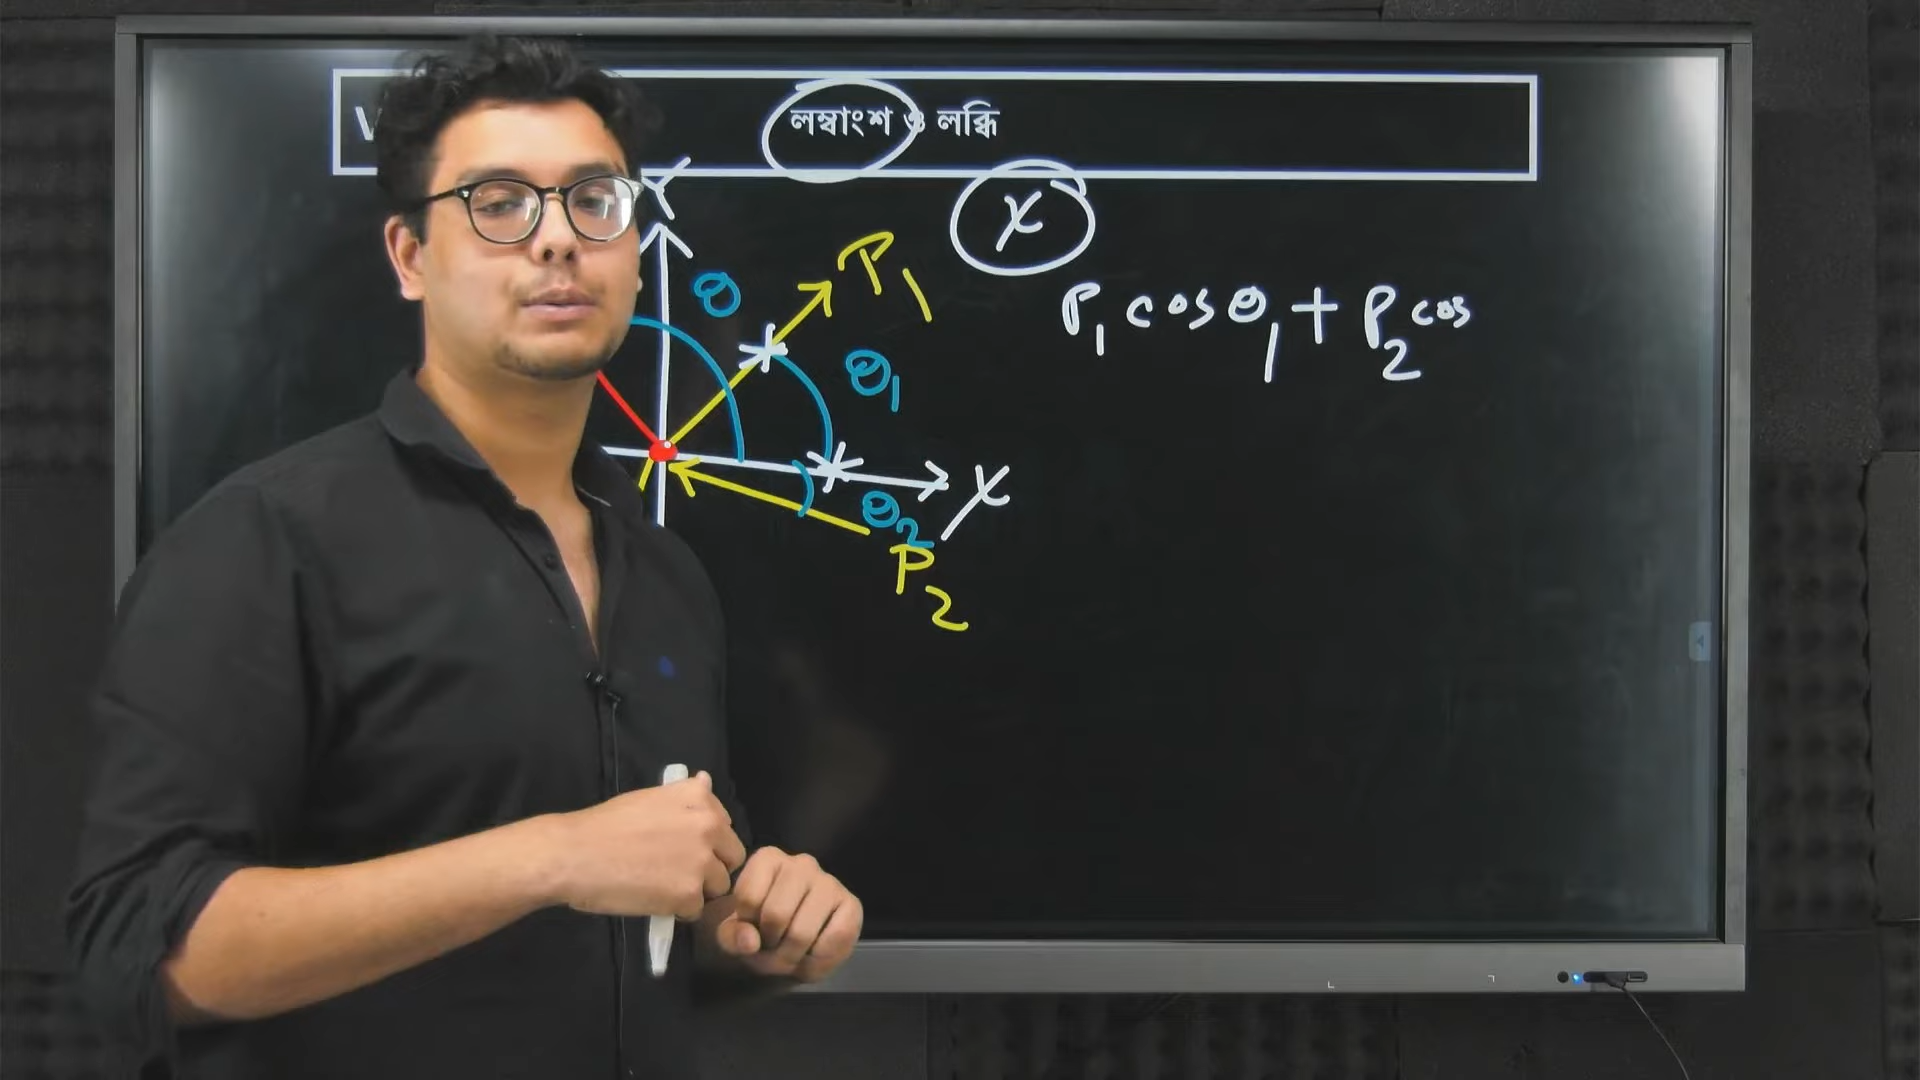 লম্বাংশ ও লব্ধি
Y
X
P₁ cosθ₁ + P₂ cos
P₁
θ
θ₁
X
θ₂
P₂